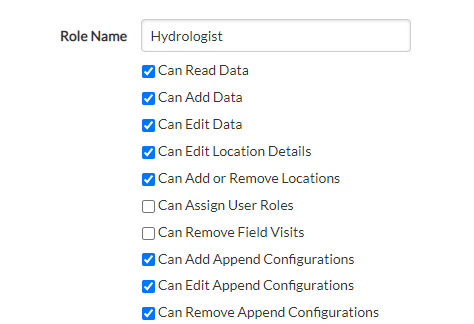 Role Name Hydrologist
Can Read Data
Can Add Data
Can Edit Data
Can Edit Location Details
Can Add or Remove Locations
Can Assign User Roles
Can Remove Field Visits
Can Add Append Configurations
Can Edit Append Configurations
Can Remove Append Configurations